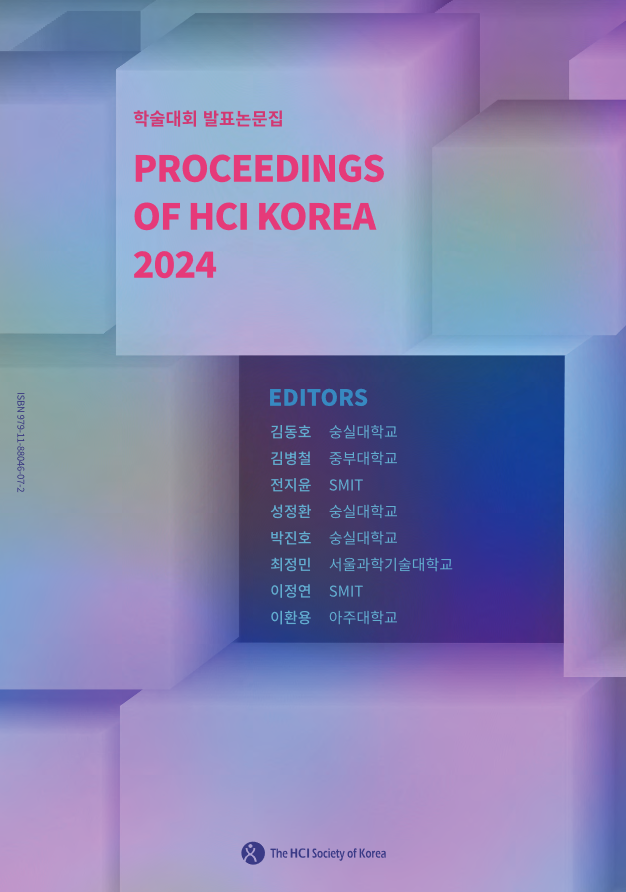 학술대회 발표논문집
PROCEEDINGS
OF HCI KOREA
2024
ISBN 979-11-88046-07-2
EDITORS
김동호 숭실대학교
김병철 중부대학교
전지윤 SMIT
성정환 숭실대학교
박진호 숭실대학교
최정민 서울과학기술대학교
이정연 SMIT
이환용 아주대학교
The HCI Society of Korea